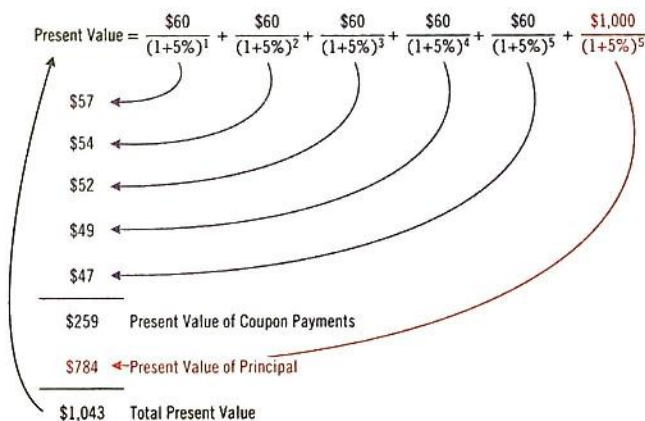 Present Value = $60/(1+5%)¹ + $60/(1+5%)² + $60/(1+5%)³ + $60/(1+5%)⁴ + $60/(1+5%)⁵ + $1,000/(1+5%)⁵
$57
$54
$52
$49
$47
$259 Present Value of Coupon Payments
$784 Present Value of Principal
$1,043 Total Present Value